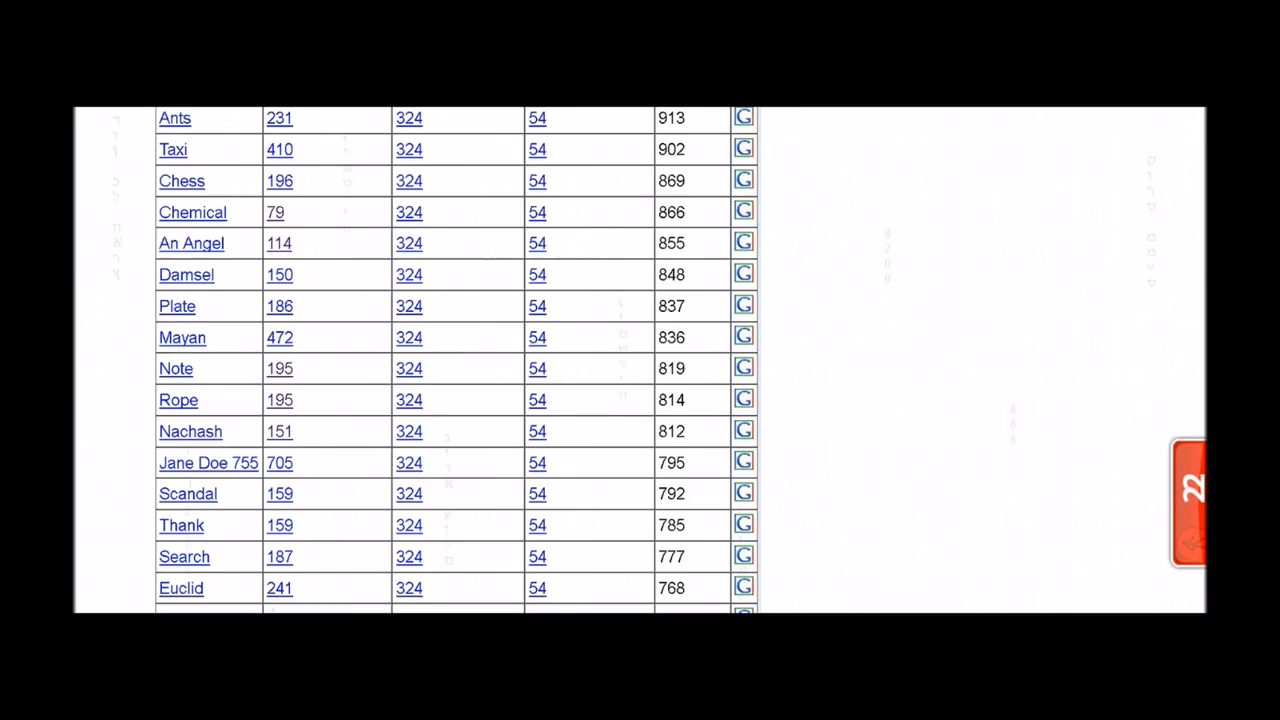 Ants 231 324 54 913 G
Taxi 410 324 54 902 G
Chess 196 324 54 869 G
Chemical 79 324 54 866 G
An Angel 114 324 54 855 G
Damsel 150 324 54 848 G
Plate 186 324 54 837 G
Mayan 472 324 54 836 G
Note 195 324 54 819 G
Rope 195 324 54 814 G
Nachash 151 324 54 812 G
Jane Doe 755 705 324 54 795 G
Scandal 159 324 54 792 G
Thank 159 324 54 785 G
Search 187 324 54 777 G
Euclid 241 324 54 768 G
22